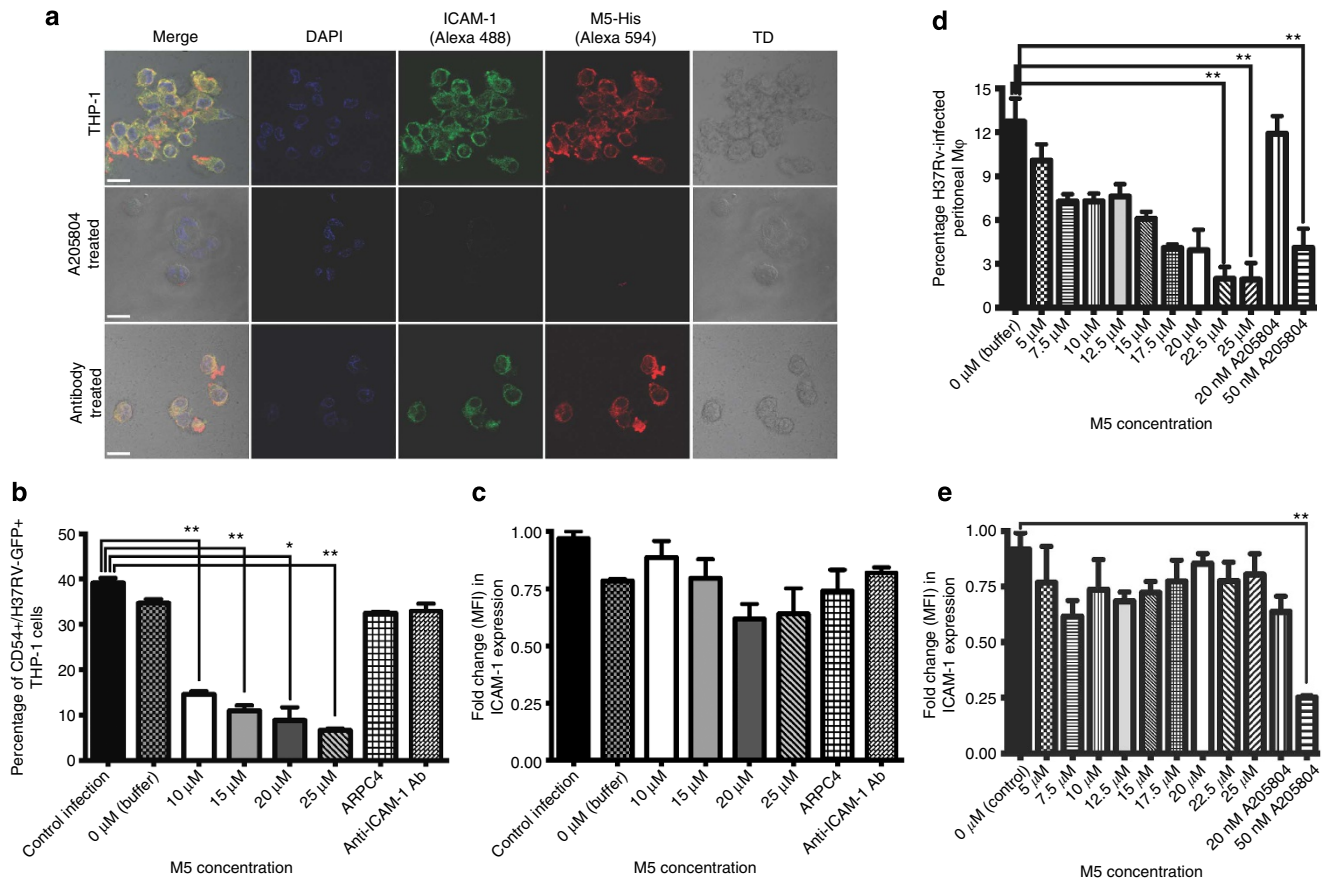 a
Merge
DAPI
ICAM-1
(Alexa 488)
M5-His
(Alexa 594)
TD
THP-1
A205804
treated
Antibody
treated
b
Percentage of CD54+/H37RV-GFP+
THP-1 cells
50
40
30
20
10
0
**
**
*
**
Control infection
0 μM (buffer)
10 μM
15 μM
20 μM
25 μM
ARPC4
Anti-ICAM-1 Ab
M5 concentration
c
Fold change (MFI) in
ICAM-1 expression
1.00
0.75
0.50
0.25
0.00
Control infection
0 μM (buffer)
10 μM
15 μM
20 μM
25 μM
ARPC4
Anti-ICAM-1 Ab
M5 concentration
d
Percentage H37Rv-infected
peritoneal Mφ
15
12
9
6
3
0
**
**
**
0 μM (buffer)
5 μM
7.5 μM
10 μM
12.5 μM
15 μM
17.5 μM
20 μM
22.5 μM
25 μM
20 nM A205804
50 nM A205804
M5 concentration
e
Fold change (MFI) in
ICAM-1 expression
1.00
0.75
0.50
0.25
0.00
**
0 μM (control)
5 μM
7.5 μM
10 μM
12.5 μM
15 μM
17.5 μM
20 μM
22.5 μM
25 μM
20 nM A205804
50 nM A205804
M5 concentration